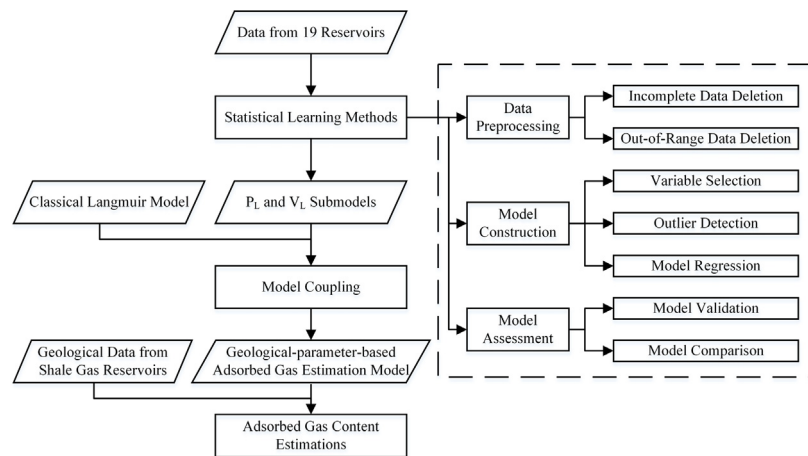 Data from 19 Reservoirs
Statistical Learning Methods
Classical Langmuir Model
P_L and V_L Submodels
Model Coupling
Geological Data from
Shale Gas Reservoirs
Geological-parameter-based
Adsorbed Gas Estimation Model
Adsorbed Gas Content
Estimations
Data
Preprocessing
Incomplete Data Deletion
Out-of-Range Data Deletion
Model
Construction
Variable Selection
Outlier Detection
Model Regression
Model
Assessment
Model Validation
Model Comparison